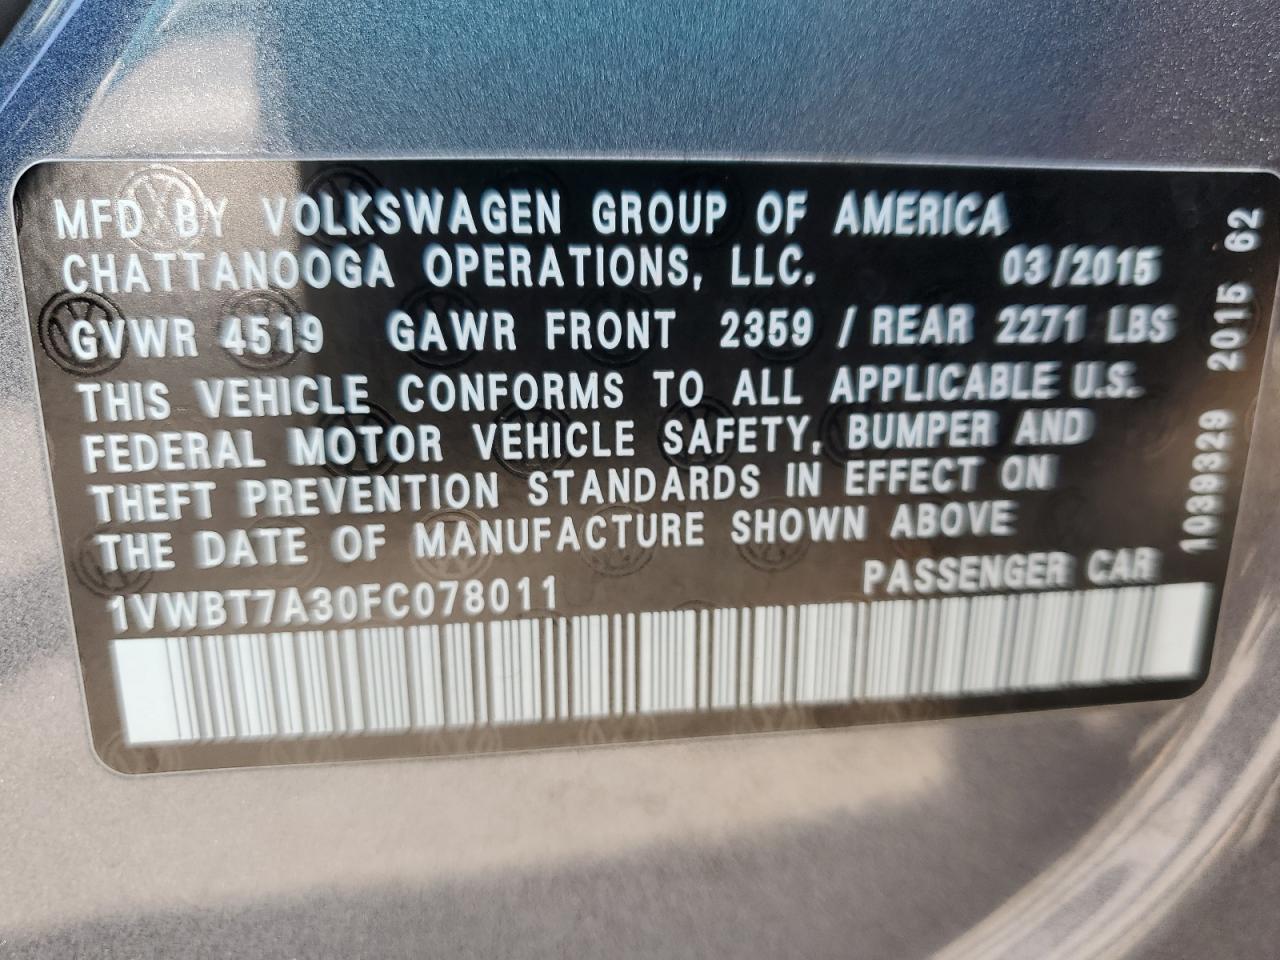 MFD BY VOLKSWAGEN GROUP OF AMERICA
CHATTANOOGA OPERATIONS, LLC. 03/2015
GVWR 4519 GAWR FRONT 2359 / REAR 2271 LBS
THIS VEHICLE CONFORMS TO ALL APPLICABLE U.S.
FEDERAL MOTOR VEHICLE SAFETY, BUMPER AND
THEFT PREVENTION STANDARDS IN EFFECT ON
THE DATE OF MANUFACTURE SHOWN ABOVE
1VWBT7A30FC078011 PASSENGER CAR
1039329 2015 62